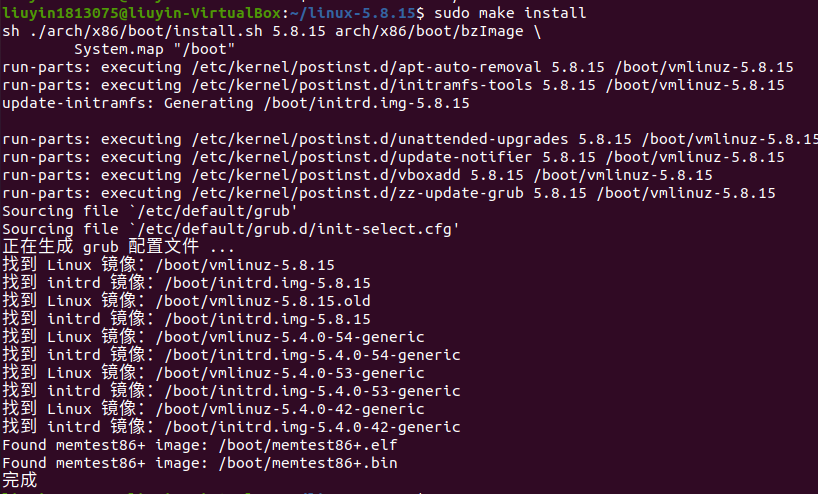 liuyin1813075@liuyin-VirtualBox:~/linux-5.8.15$ sudo make install
sh ./arch/x86/boot/install.sh 5.8.15 arch/x86/boot/bzImage \
System.map "/boot"
run-parts: executing /etc/kernel/postinst.d/apt-auto-removal 5.8.15 /boot/vmlinuz-5.8.15
run-parts: executing /etc/kernel/postinst.d/initramfs-tools 5.8.15 /boot/vmlinuz-5.8.15
update-initramfs: Generating /boot/initrd.img-5.8.15
run-parts: executing /etc/kernel/postinst.d/unattended-upgrades 5.8.15 /boot/vmlinuz-5.8.15
run-parts: executing /etc/kernel/postinst.d/update-notifier 5.8.15 /boot/vmlinuz-5.8.15
run-parts: executing /etc/kernel/postinst.d/vboxadd 5.8.15 /boot/vmlinuz-5.8.15
run-parts: executing /etc/kernel/postinst.d/zz-update-grub 5.8.15 /boot/vmlinuz-5.8.15
Sourcing file `/etc/default/grub'
Sourcing file `/etc/default/grub.d/init-select.cfg'
正在生成 grub 配置文件 ...
找到 Linux 镜像：/boot/vmlinuz-5.8.15
找到 initrd 镜像：/boot/initrd.img-5.8.15
找到 Linux 镜像：/boot/vmlinuz-5.8.15.old
找到 initrd 镜像：/boot/initrd.img-5.8.15
找到 Linux 镜像：/boot/vmlinuz-5.4.0-54-generic
找到 initrd 镜像：/boot/initrd.img-5.4.0-54-generic
找到 Linux 镜像：/boot/vmlinuz-5.4.0-53-generic
找到 initrd 镜像：/boot/initrd.img-5.4.0-53-generic
找到 Linux 镜像：/boot/vmlinuz-5.4.0-42-generic
找到 initrd 镜像：/boot/initrd.img-5.4.0-42-generic
Found memtest86+ image: /boot/memtest86+.elf
Found memtest86+ image: /boot/memtest86+.bin
完成